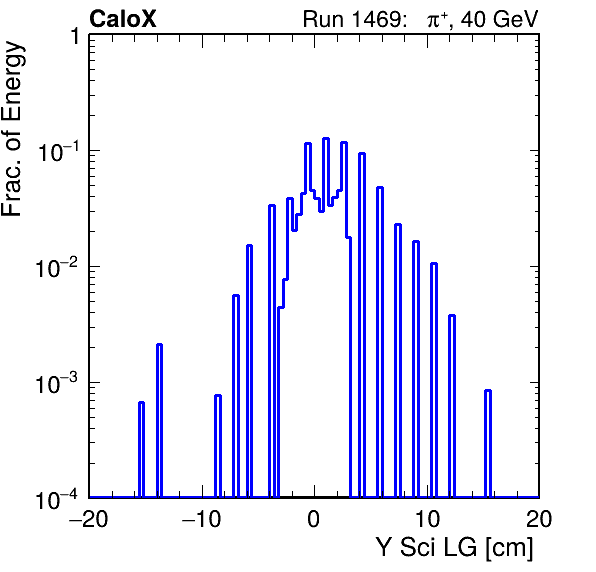 CaloX Run 1469: π⁺, 40 GeV
Frac. of Energy
1
10⁻¹
10⁻²
10⁻³
10⁻⁴
−20 −10 0 10 20
Y Sci LG [cm]